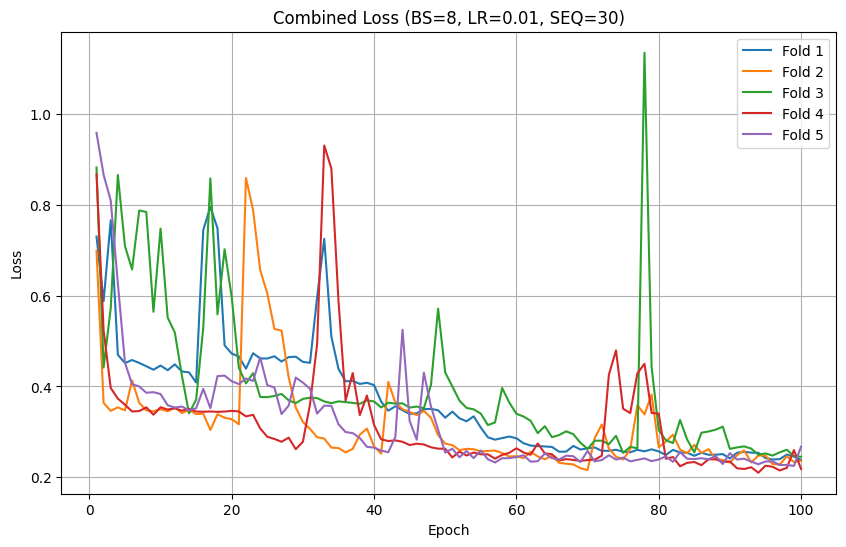 Combined Loss (BS=8, LR=0.01, SEQ=30)
Fold 1
Fold 2
Fold 3
Fold 4
Fold 5
1.0
0.8
0.6
0.4
0.2
Loss
0 20 40 60 80 100
Epoch